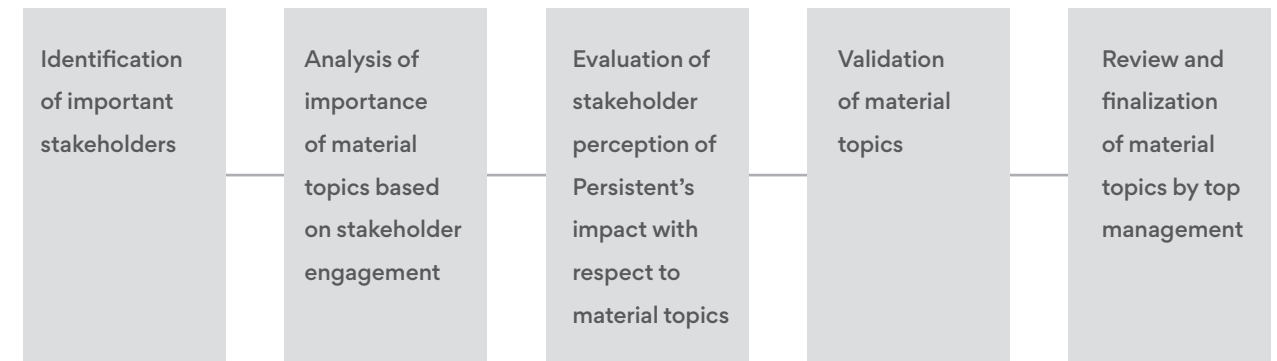 Identification
of important
stakeholders
Analysis of
importance
of material
topics based
on stakeholder
engagement
Evaluation of
stakeholder
perception of
Persistent’s
impact with
respect to
material topics
Validation
of material
topics
Review and
finalization
of material
topics by top
management